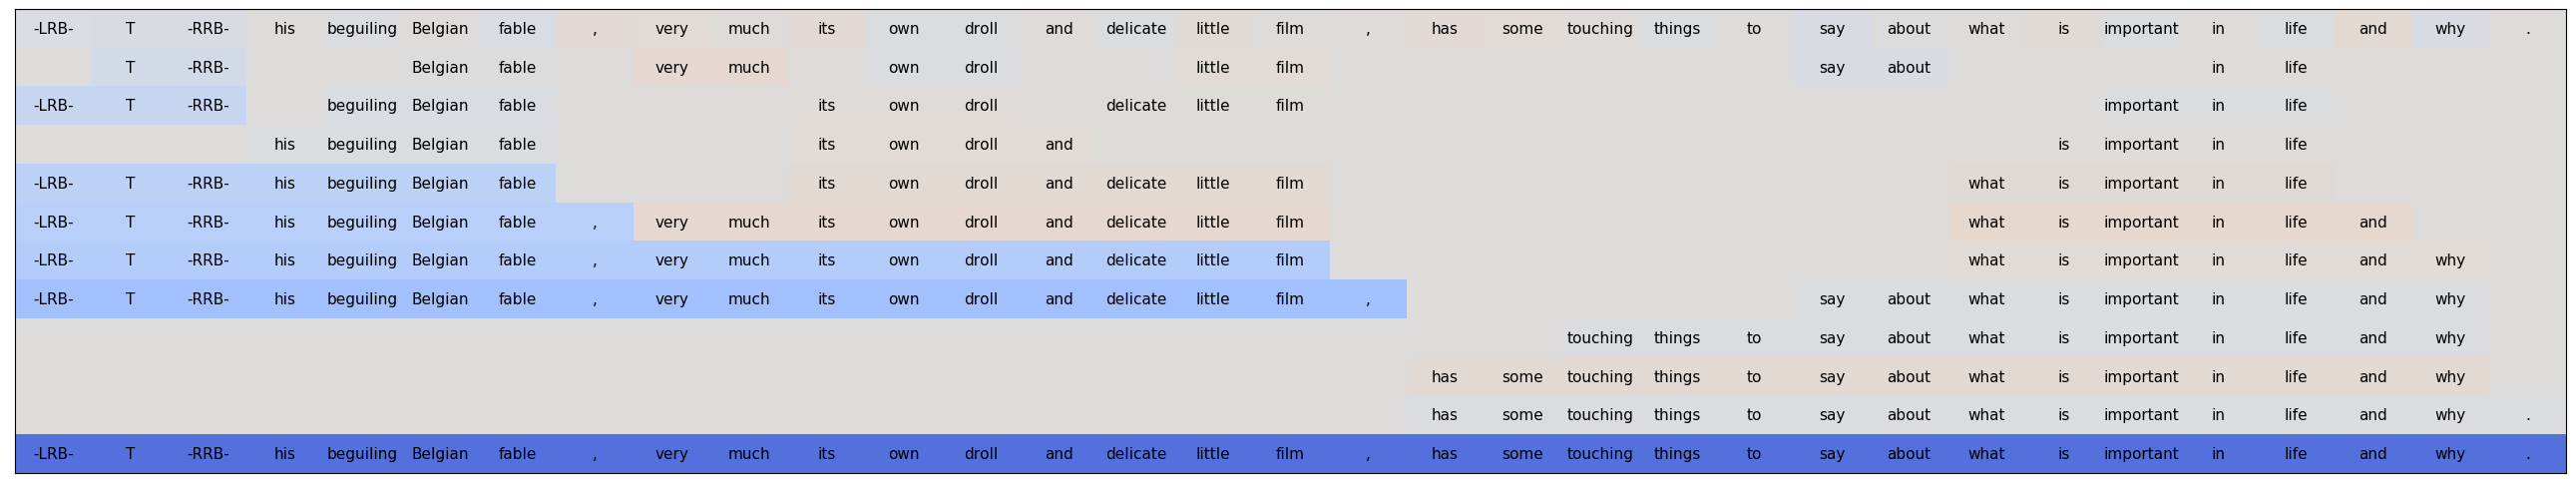 -LRB- T -RRB- his beguiling Belgian fable , very much its own droll and delicate little film , has some touching things to say about what is important in life and why .
T -RRB- Belgian fable very much own droll little film say about in life
-LRB- T -RRB- beguiling Belgian fable its own droll delicate little film important in life
his beguiling Belgian fable its own droll and is important in life
-LRB- T -RRB- his beguiling Belgian fable its own droll and delicate little film what is important in life
-LRB- T -RRB- his beguiling Belgian fable , very much its own droll and delicate little film what is important in life and
-LRB- T -RRB- his beguiling Belgian fable , very much its own droll and delicate little film what is important in life and why
-LRB- T -RRB- his beguiling Belgian fable , very much its own droll and delicate little film , say about what is important in life and why
touching things to say about what is important in life and why
has some touching things to say about what is important in life and why
has some touching things to say about what is important in life and why .
-LRB- T -RRB- his beguiling Belgian fable , very much its own droll and delicate little film , has some touching things to say about what is important in life and why .